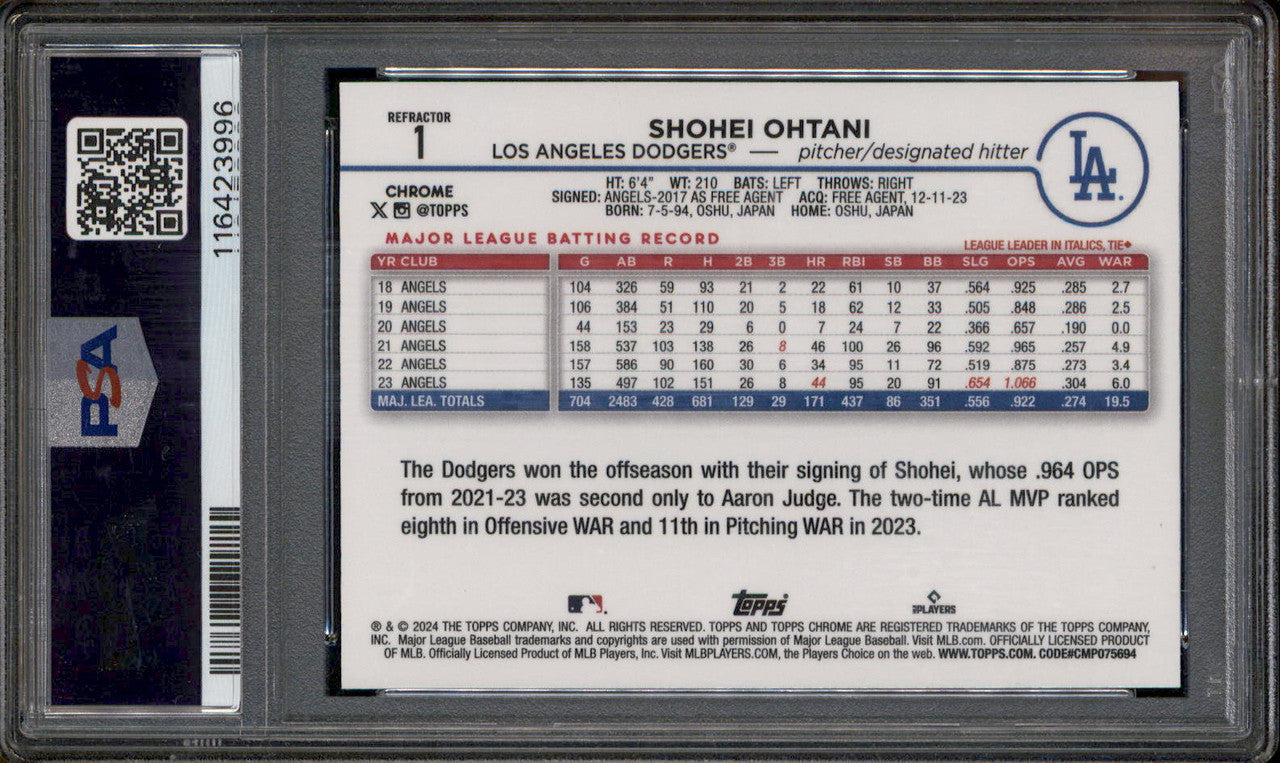 116423996
PSA
REFRACTOR
1
SHOHEI OHTANI
LOS ANGELES DODGERS® — pitcher/designated hitter
LA
CHROME
X @TOPPS
HT: 6'4" WT: 210 BATS: LEFT THROWS: RIGHT
SIGNED: ANGELS-2017 AS FREE AGENT ACQ: FREE AGENT, 12-11-23
BORN: 7-5-94, OSHU, JAPAN HOME: OSHU, JAPAN
MAJOR LEAGUE BATTING RECORD
LEAGUE LEADER IN ITALICS, TIE♦
YR CLUB G AB R H 2B 3B HR RBI SB BB SLG OPS AVG WAR
18 ANGELS 104 326 59 93 21 2 22 61 10 37 .564 .925 .285 2.7
19 ANGELS 106 384 51 110 20 5 18 62 12 33 .505 .848 .286 2.5
20 ANGELS 44 153 23 29 6 0 7 24 7 22 .366 .657 .190 0.0
21 ANGELS 158 537 103 138 26 8 46 100 26 96 .592 .965 .257 4.9
22 ANGELS 157 586 90 160 30 6 34 95 11 72 .519 .875 .273 3.4
23 ANGELS 135 497 102 151 26 8 44 95 20 91 .654 1.066 .304 6.0
MAJ. LEA. TOTALS 704 2483 428 681 129 29 171 437 86 351 .556 .922 .274 19.5
The Dodgers won the offseason with their signing of Shohei, whose .964 OPS
from 2021-23 was second only to Aaron Judge. The two-time AL MVP ranked
eighth in Offensive WAR and 11th in Pitching WAR in 2023.
Topps
PLAYERS
® & © 2024 THE TOPPS COMPANY, INC. ALL RIGHTS RESERVED. TOPPS AND TOPPS CHROME ARE REGISTERED TRADEMARKS OF THE TOPPS COMPANY,
INC. Major League Baseball trademarks and copyrights are used with permission of Major League Baseball. Visit MLB.com. OFFICIALLY LICENSED PRODUCT
OF MLB. Officially Licensed Product of MLB Players, Inc. Visit MLBPLAYERS.COM, the Players Choice on the web. WWW.TOPPS.COM. CODE#CMP075694